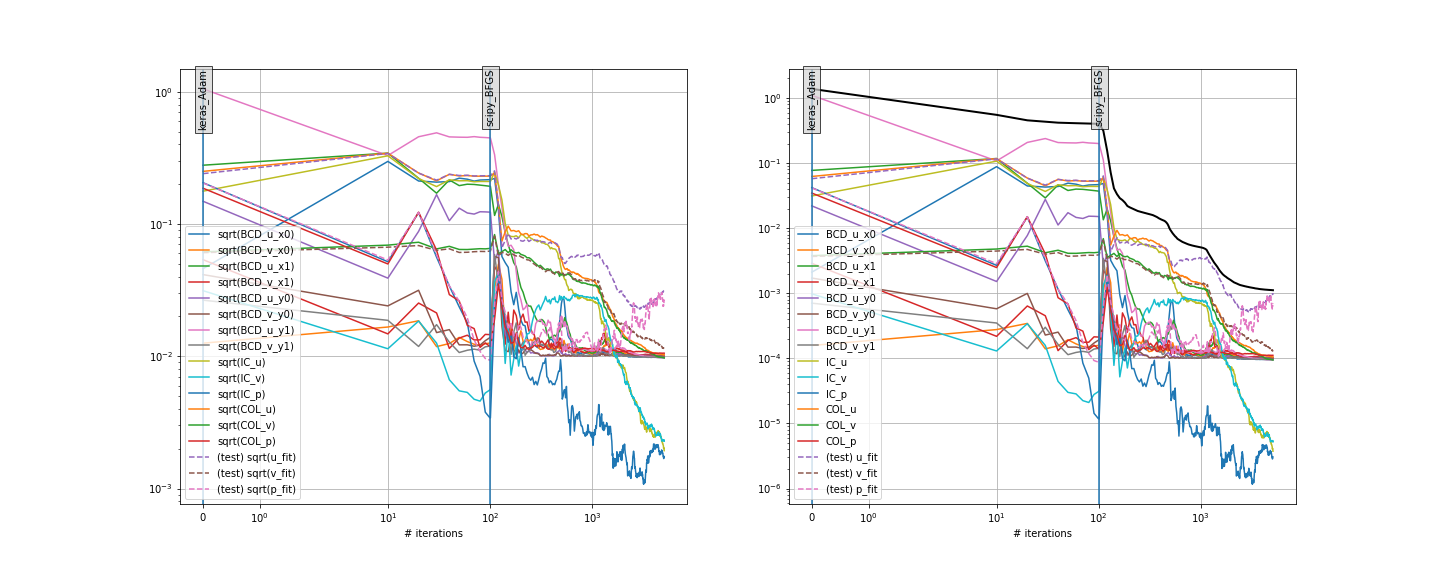 keras_Adam
scipy_BFGS
10⁰
10⁻¹
10⁻²
10⁻³
sqrt(BCD_u_x0)
sqrt(BCD_v_x0)
sqrt(BCD_u_x1)
sqrt(BCD_v_x1)
sqrt(BCD_u_y0)
sqrt(BCD_v_y0)
sqrt(BCD_u_y1)
sqrt(BCD_v_y1)
sqrt(IC_u)
sqrt(IC_v)
sqrt(IC_p)
sqrt(COL_u)
sqrt(COL_v)
sqrt(COL_p)
(test) sqrt(u_fit)
(test) sqrt(v_fit)
(test) sqrt(p_fit)
0 10⁰ 10¹ 10² 10³
# iterations
keras_Adam
scipy_BFGS
10⁰
10⁻¹
10⁻²
10⁻³
10⁻⁴
10⁻⁵
10⁻⁶
BCD_u_x0
BCD_v_x0
BCD_u_x1
BCD_v_x1
BCD_u_y0
BCD_v_y0
BCD_u_y1
BCD_v_y1
IC_u
IC_v
IC_p
COL_u
COL_v
COL_p
(test) u_fit
(test) v_fit
(test) p_fit
0 10⁰ 10¹ 10² 10³
# iterations